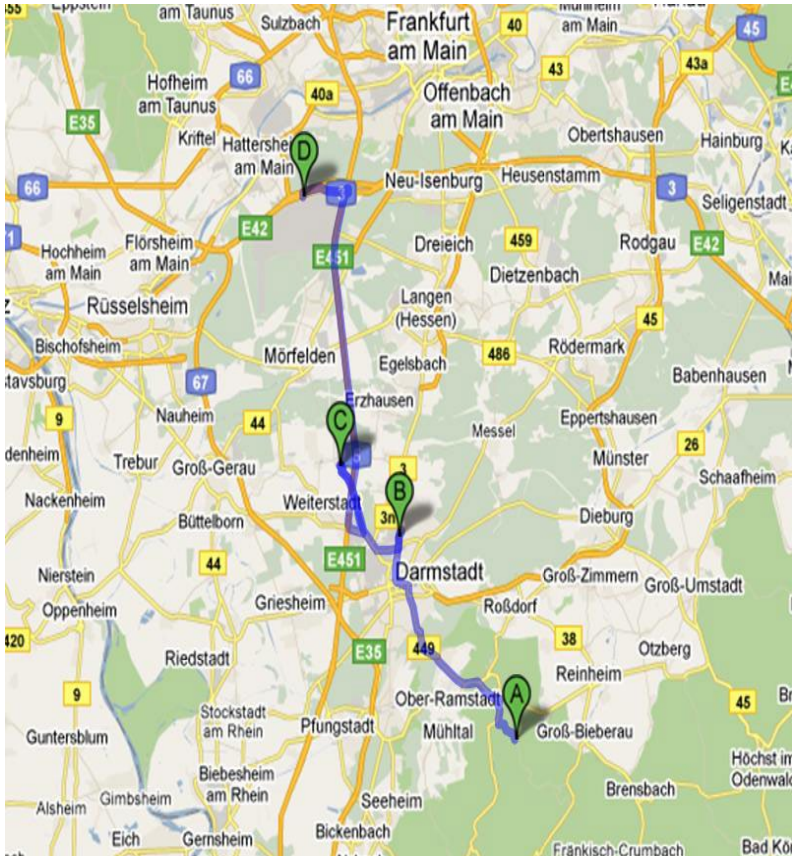 455
Eppstein
am Taunus
Sulzbach
Frankfurt
am Main
40
am Main
45
43
43a
66
Hofheim
am Taunus
40a
Offenbach
am Main
E35
Kriftel
Obertshausen
Hainburg
am Main
D
66
3
Neu-Isenburg
Heusenstamm
3
Seligenstadt
E42
Flörsheim
am Main
Hochheim
am Main
E451
Dreieich
459
Rodgau
E42
Dietzenbach
Rüsselsheim
Langen
(Hessen)
45
Bischofsheim
Mörfelden
Egelsbach
486
Rödermark
Babenhausen
67
9
Nauheim
44
Erzhausen
C
Messel
Eppertshausen
26
Trebur
Groß-Gerau
3
Münster
Schaafheim
Nackenheim
Weiterstadt
B
3n
Büttelborn
Dieburg
44
E451
Darmstadt
Groß-Zimmern
Groß-Umstadt
Nierstein
Oppenheim
Griesheim
Roßdorf
420
E35
449
38
Otzberg
Riedstadt
Reinheim
9
A
45
Ober-Ramstadt
Stockstadt
am Rhein
Pfungstadt
Mühltal
Groß-Bieberau
Guntersblum
Höchst im
Odenwald
Biebesheim
am Rhein
Brensbach
Alsheim
Gimbsheim
Seeheim
Eich
Gernsheim
Bickenbach
Fränkisch-Crumbach